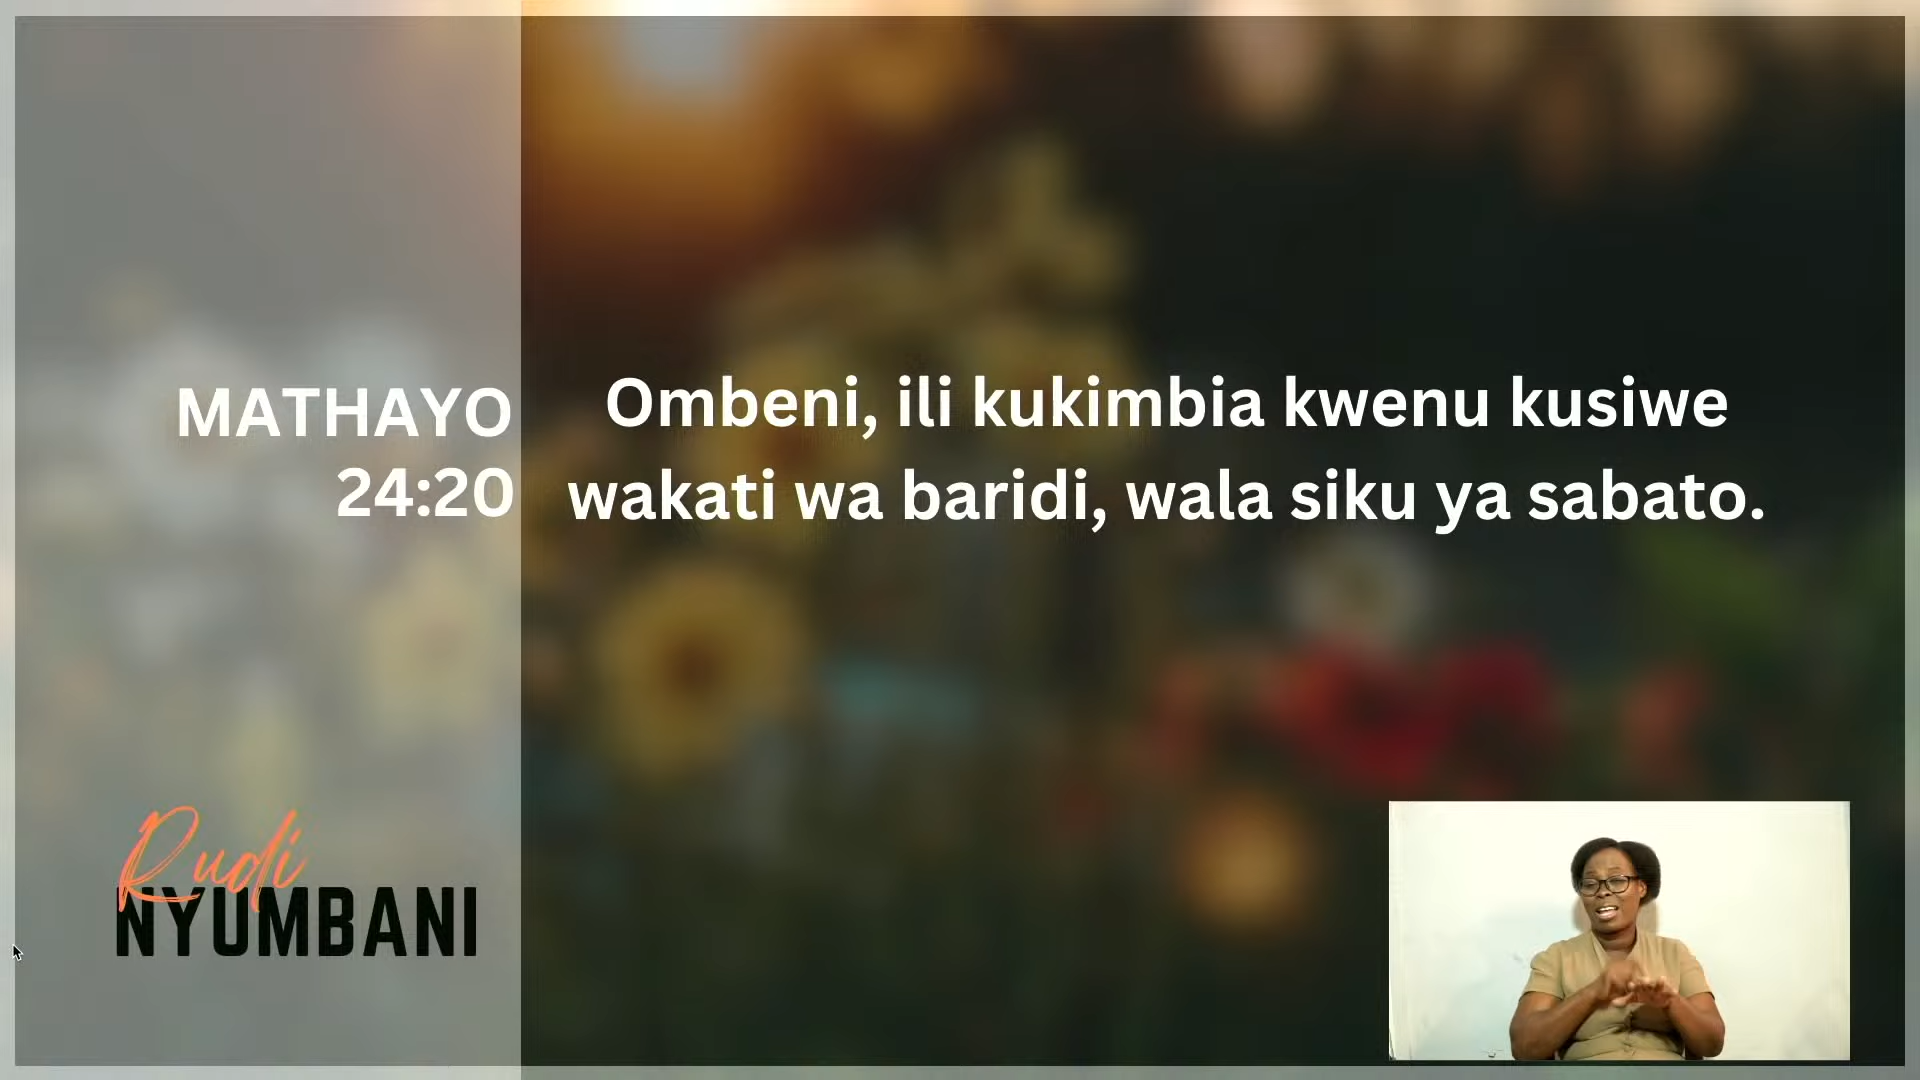 MATHAYO
24:20
Ombeni, ili kukimbia kwenu kusiwe
wakati wa baridi, wala siku ya sabato.
Rudi
NYUMBANI